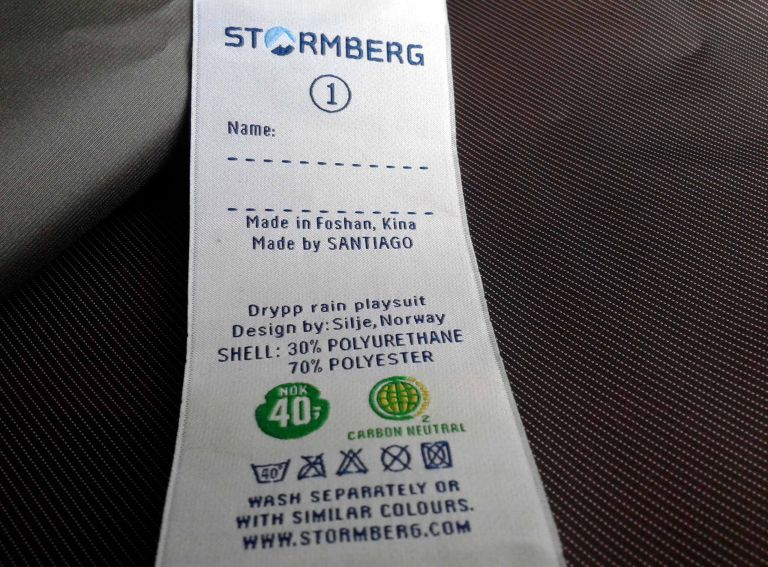 STORMBERG
1
Name:
Made in Foshan, Kina
Made by SANTIAGO
Drypp rain playsuit
Design by: Silje, Norway
SHELL: 30% POLYURETHANE
70% POLYESTER
NOK
40,-
2
CARBON NEUTRAL
40°
WASH SEPARATELY OR
WITH SIMILAR COLOURS.
WWW.STORMBERG.COM